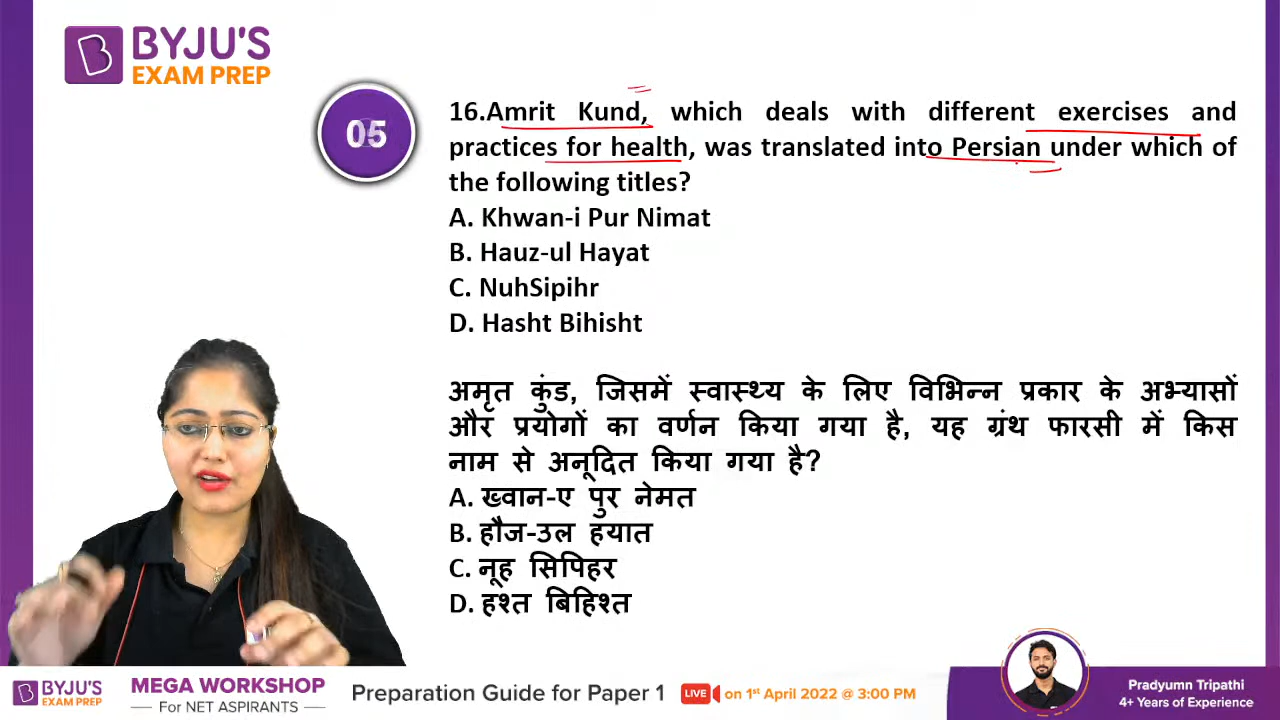 BYJU'S
EXAM PREP
05
16.Amrit Kund, which deals with different exercises and
practices for health, was translated into Persian under which of
the following titles?
A. Khwan-i Pur Nimat
B. Hauz-ul Hayat
C. NuhSipihr
D. Hasht Bihisht
अमृत कुंड, जिसमें स्वास्थ्य के लिए विभिन्न प्रकार के अभ्यासों
और प्रयोगों का वर्णन किया गया है, यह ग्रंथ फारसी में किस
नाम से अनूदित किया गया है?
A. ख्वान-ए पुर नेमत
B. हौज-उल हयात
C. नूह सिपिहर
D. हश्त बिहिश्त
BYJU'S
EXAM PREP
MEGA WORKSHOP
For NET ASPIRANTS
Preparation Guide for Paper 1
LIVE
on 1st April 2022 @ 3:00 PM
Pradyumn Tripathi
4+ Years of Experience